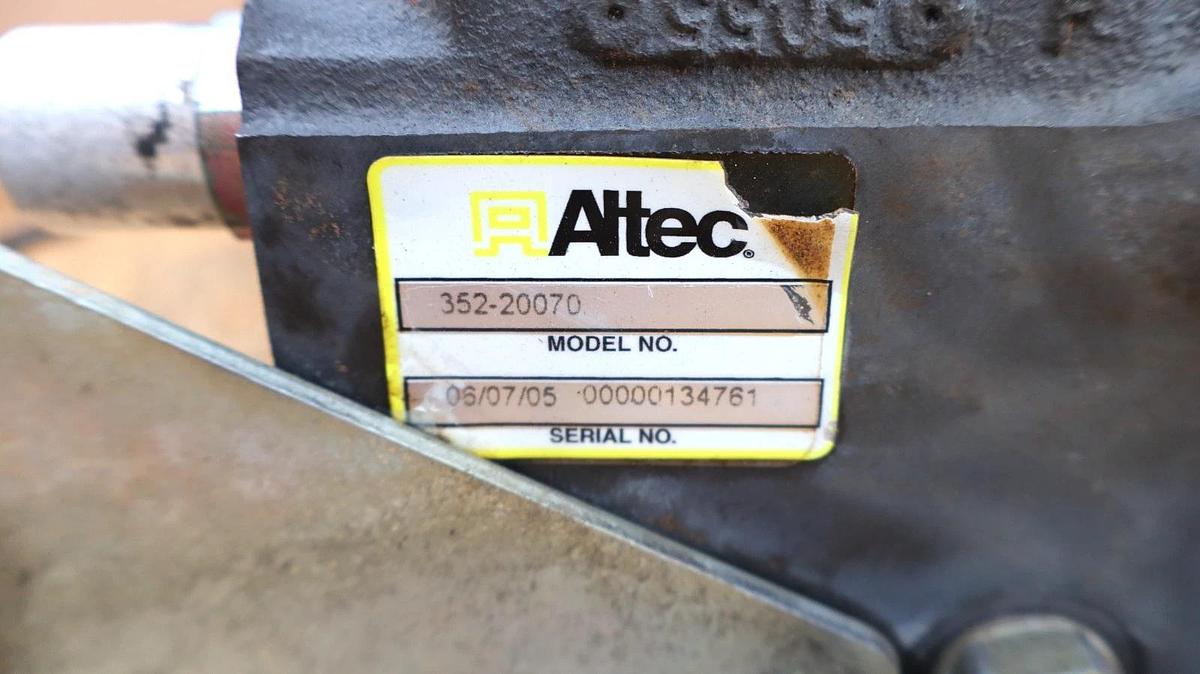 Altec®
352-20070
MODEL NO.
06/07/05 00000134761
SERIAL NO.